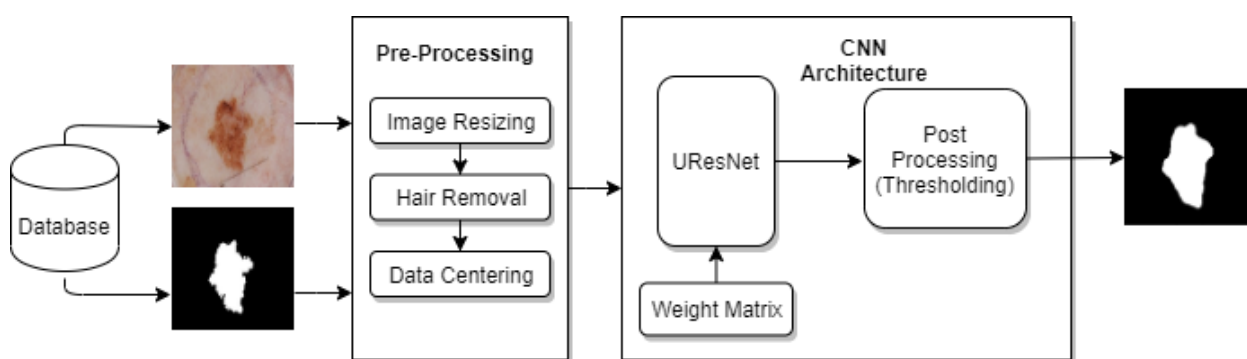 Database
Pre-Processing
Image Resizing
Hair Removal
Data Centering
CNN
Architecture
UResNet
Weight Matrix
Post
Processing
(Thresholding)